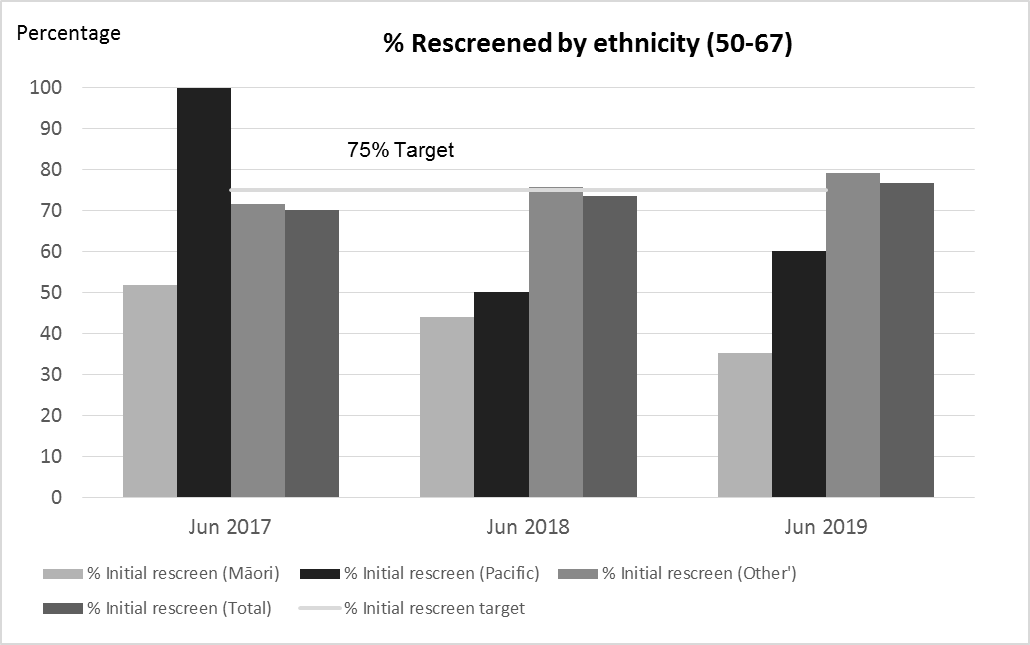 Percentage
% Rescreened by ethnicity (50-67)
100
90
80
70
60
50
40
30
20
10
0
75% Target
Jun 2017 Jun 2018 Jun 2019
% Initial rescreen (Māori) % Initial rescreen (Pacific) % Initial rescreen (Other')
% Initial rescreen (Total) % Initial rescreen target